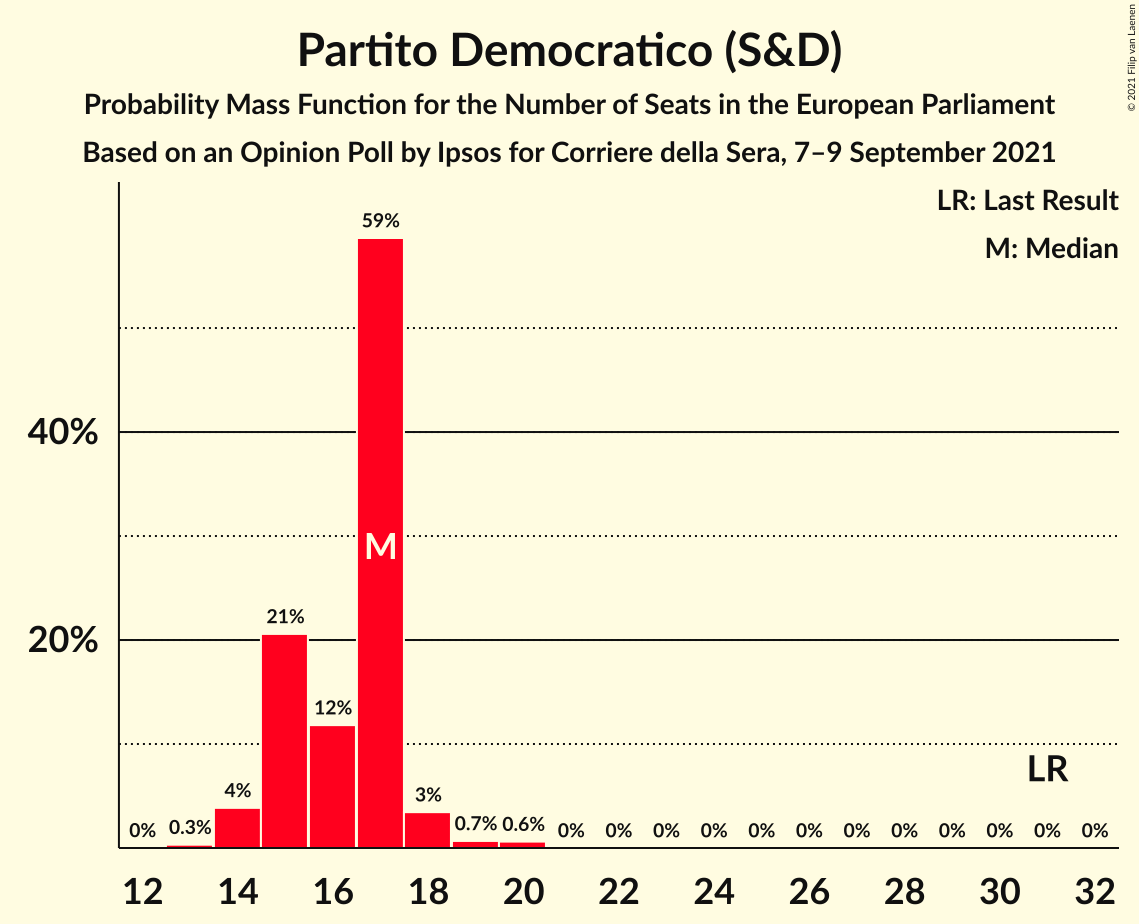 Partito Democratico (S&D)
Probability Mass Function for the Number of Seats in the European Parliament
Based on an Opinion Poll by Ipsos for Corriere della Sera, 7–9 September 2021
© 2021 Filip van Laenen
LR: Last Result
M: Median
59%
40%
M
21%
20%
12%
LR
4%
3%
0% 0.3% 0.7% 0.6% 0% 0% 0% 0% 0% 0% 0% 0% 0% 0% 0% 0%
12 14 16 18 20 22 24 26 28 30 32